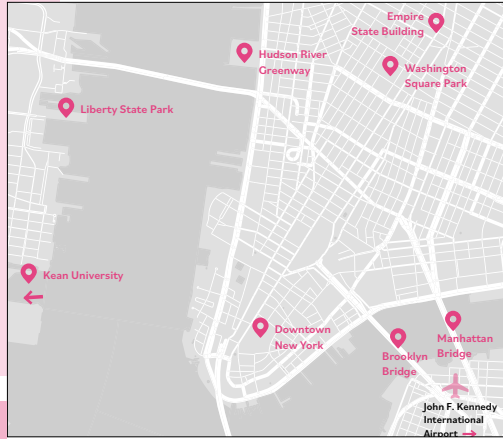 Empire
State Building
Hudson River
Greenway
Washington
Square Park
Liberty State Park
Kean University
Downtown
New York
Manhattan
Bridge
Brooklyn
Bridge
John F. Kennedy
International
Airport